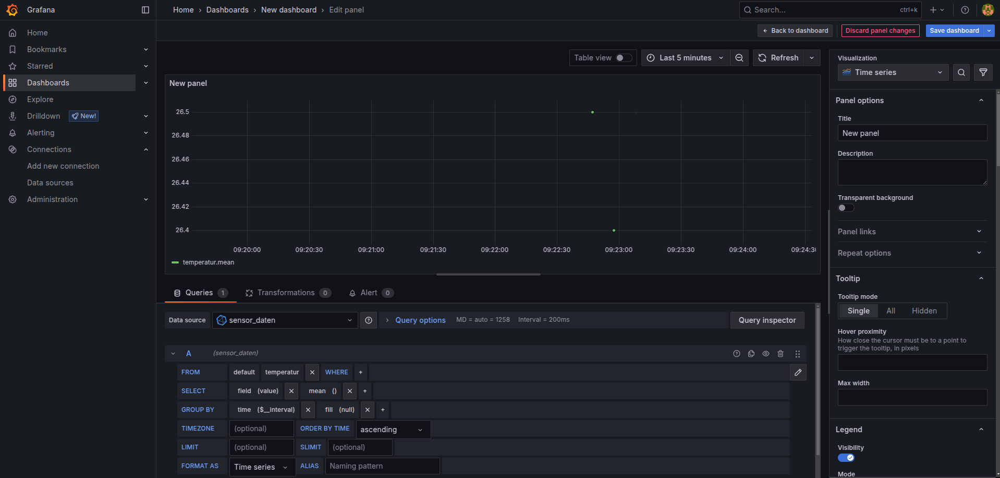 Grafana
Home
Dashboards
New dashboard
Edit panel
Search...
ctrl+k
Back to dashboard
Discard panel changes
Save dashboard
Home
Bookmarks
Starred
Dashboards
Explore
Drilldown
New!
Alerting
Connections
Add new connection
Data sources
Administration
Table view
Last 5 minutes
Refresh
New panel
26.5
26.48
26.46
26.44
26.42
26.4
09:20:00 09:20:30 09:21:00 09:21:30 09:22:00 09:22:30 09:23:00 09:23:30 09:24:00 09:24:30
temperatur.mean
Queries 1
Transformations 0
Alert 0
Data source
sensor_daten
Query options
MD = auto = 1258
Interval = 200ms
Query inspector
A
(sensor_daten)
FROM default temperatur WHERE +
SELECT field (value) mean () +
GROUP BY time ($__interval) fill (null) +
TIMEZONE (optional) ORDER BY TIME ascending
LIMIT (optional) SLIMIT (optional)
FORMAT AS Time series ALIAS Naming pattern
Visualization
Time series
Panel options
Title
New panel
Description
Transparent background
Panel links
Repeat options
Tooltip
Tooltip mode
Single All Hidden
Hover proximity
How close the cursor must be to a point to
trigger the tooltip, in pixels
Max width
Legend
Visibility
Mode